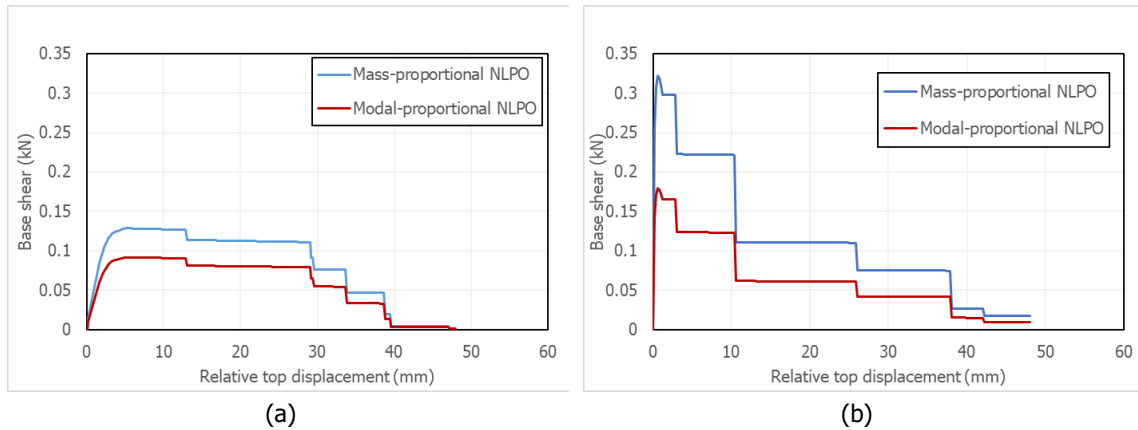 0.35
0.3
0.25
0.2
0.15
0.1
0.05
0
Base shear (kN)
Mass-proportional NLPO
Modal-proportional NLPO
0 10 20 30 40 50 60
Relative top displacement (mm)
(a)
0.35
0.3
0.25
0.2
0.15
0.1
0.05
0
Base shear (kN)
Mass-proportional NLPO
Modal-proportional NLPO
0 10 20 30 40 50 60
Relative top displacement (mm)
(b)